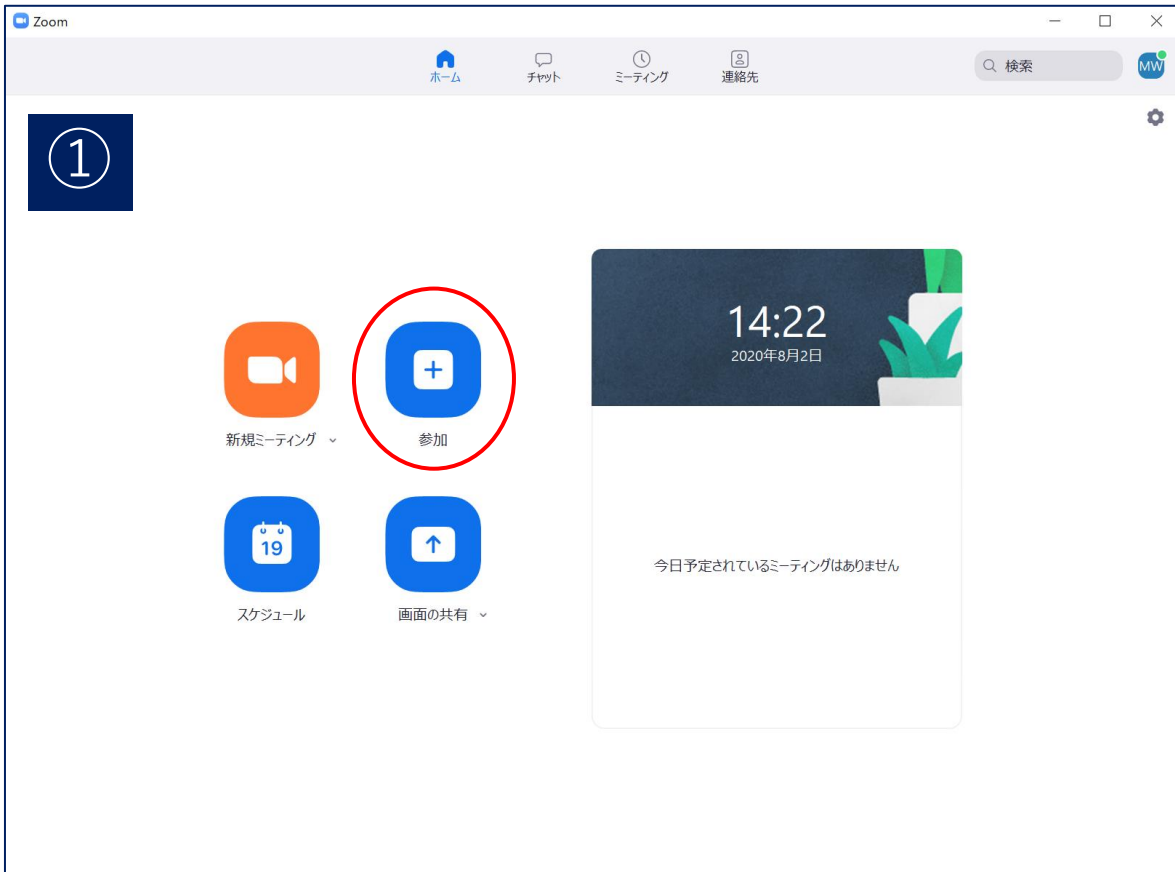 Zoom
ホーム
チャット
ミーティング
連絡先
検索
MW
①
14:22
2020年8月2日
新規ミーティング
参加
19
スケジュール
画面の共有
今日予定されているミーティングはありません